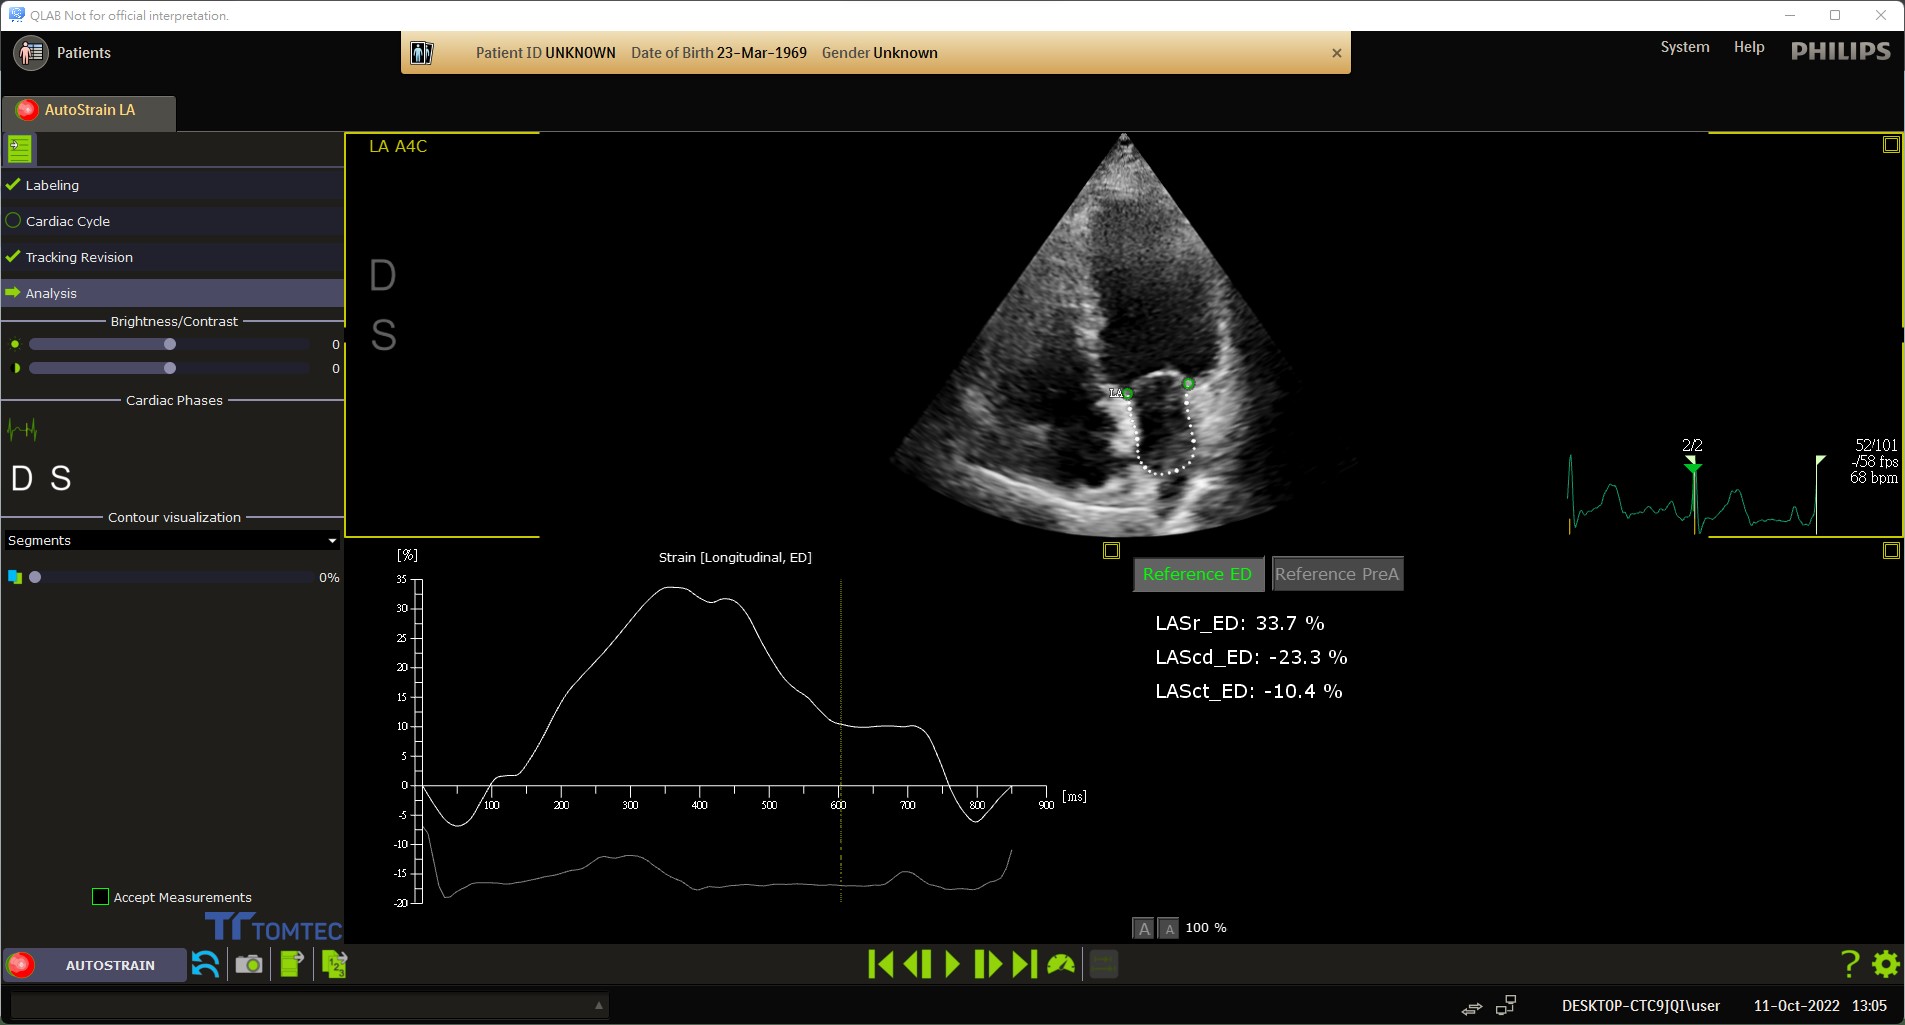 QLAB Not for official interpretation.
Patients
Patient ID UNKNOWN Date of Birth 23-Mar-1969 Gender Unknown
System Help PHILIPS
AutoStrain LA
Labeling
Cardiac Cycle
Tracking Revision
Analysis
Brightness/Contrast
0
0
Cardiac Phases
D S
Contour visualization
Segments
0%
Accept Measurements
TOMTEC
LA A4C
D
S
LA
2/2
52/101
-/58 fps
68 bpm
[%]
Strain [Longitudinal, ED]
35
30
25
20
15
10
5
0
-5
-10
-15
-20
100 200 300 400 500 600 700 800 900 [ms]
Reference ED Reference PreA
LASr_ED: 33.7 %
LAScd_ED: -23.3 %
LASct_ED: -10.4 %
A A 100 %
AUTOSTRAIN
123
?
DESKTOP-CTC9JQI\user 11-Oct-2022 13:05